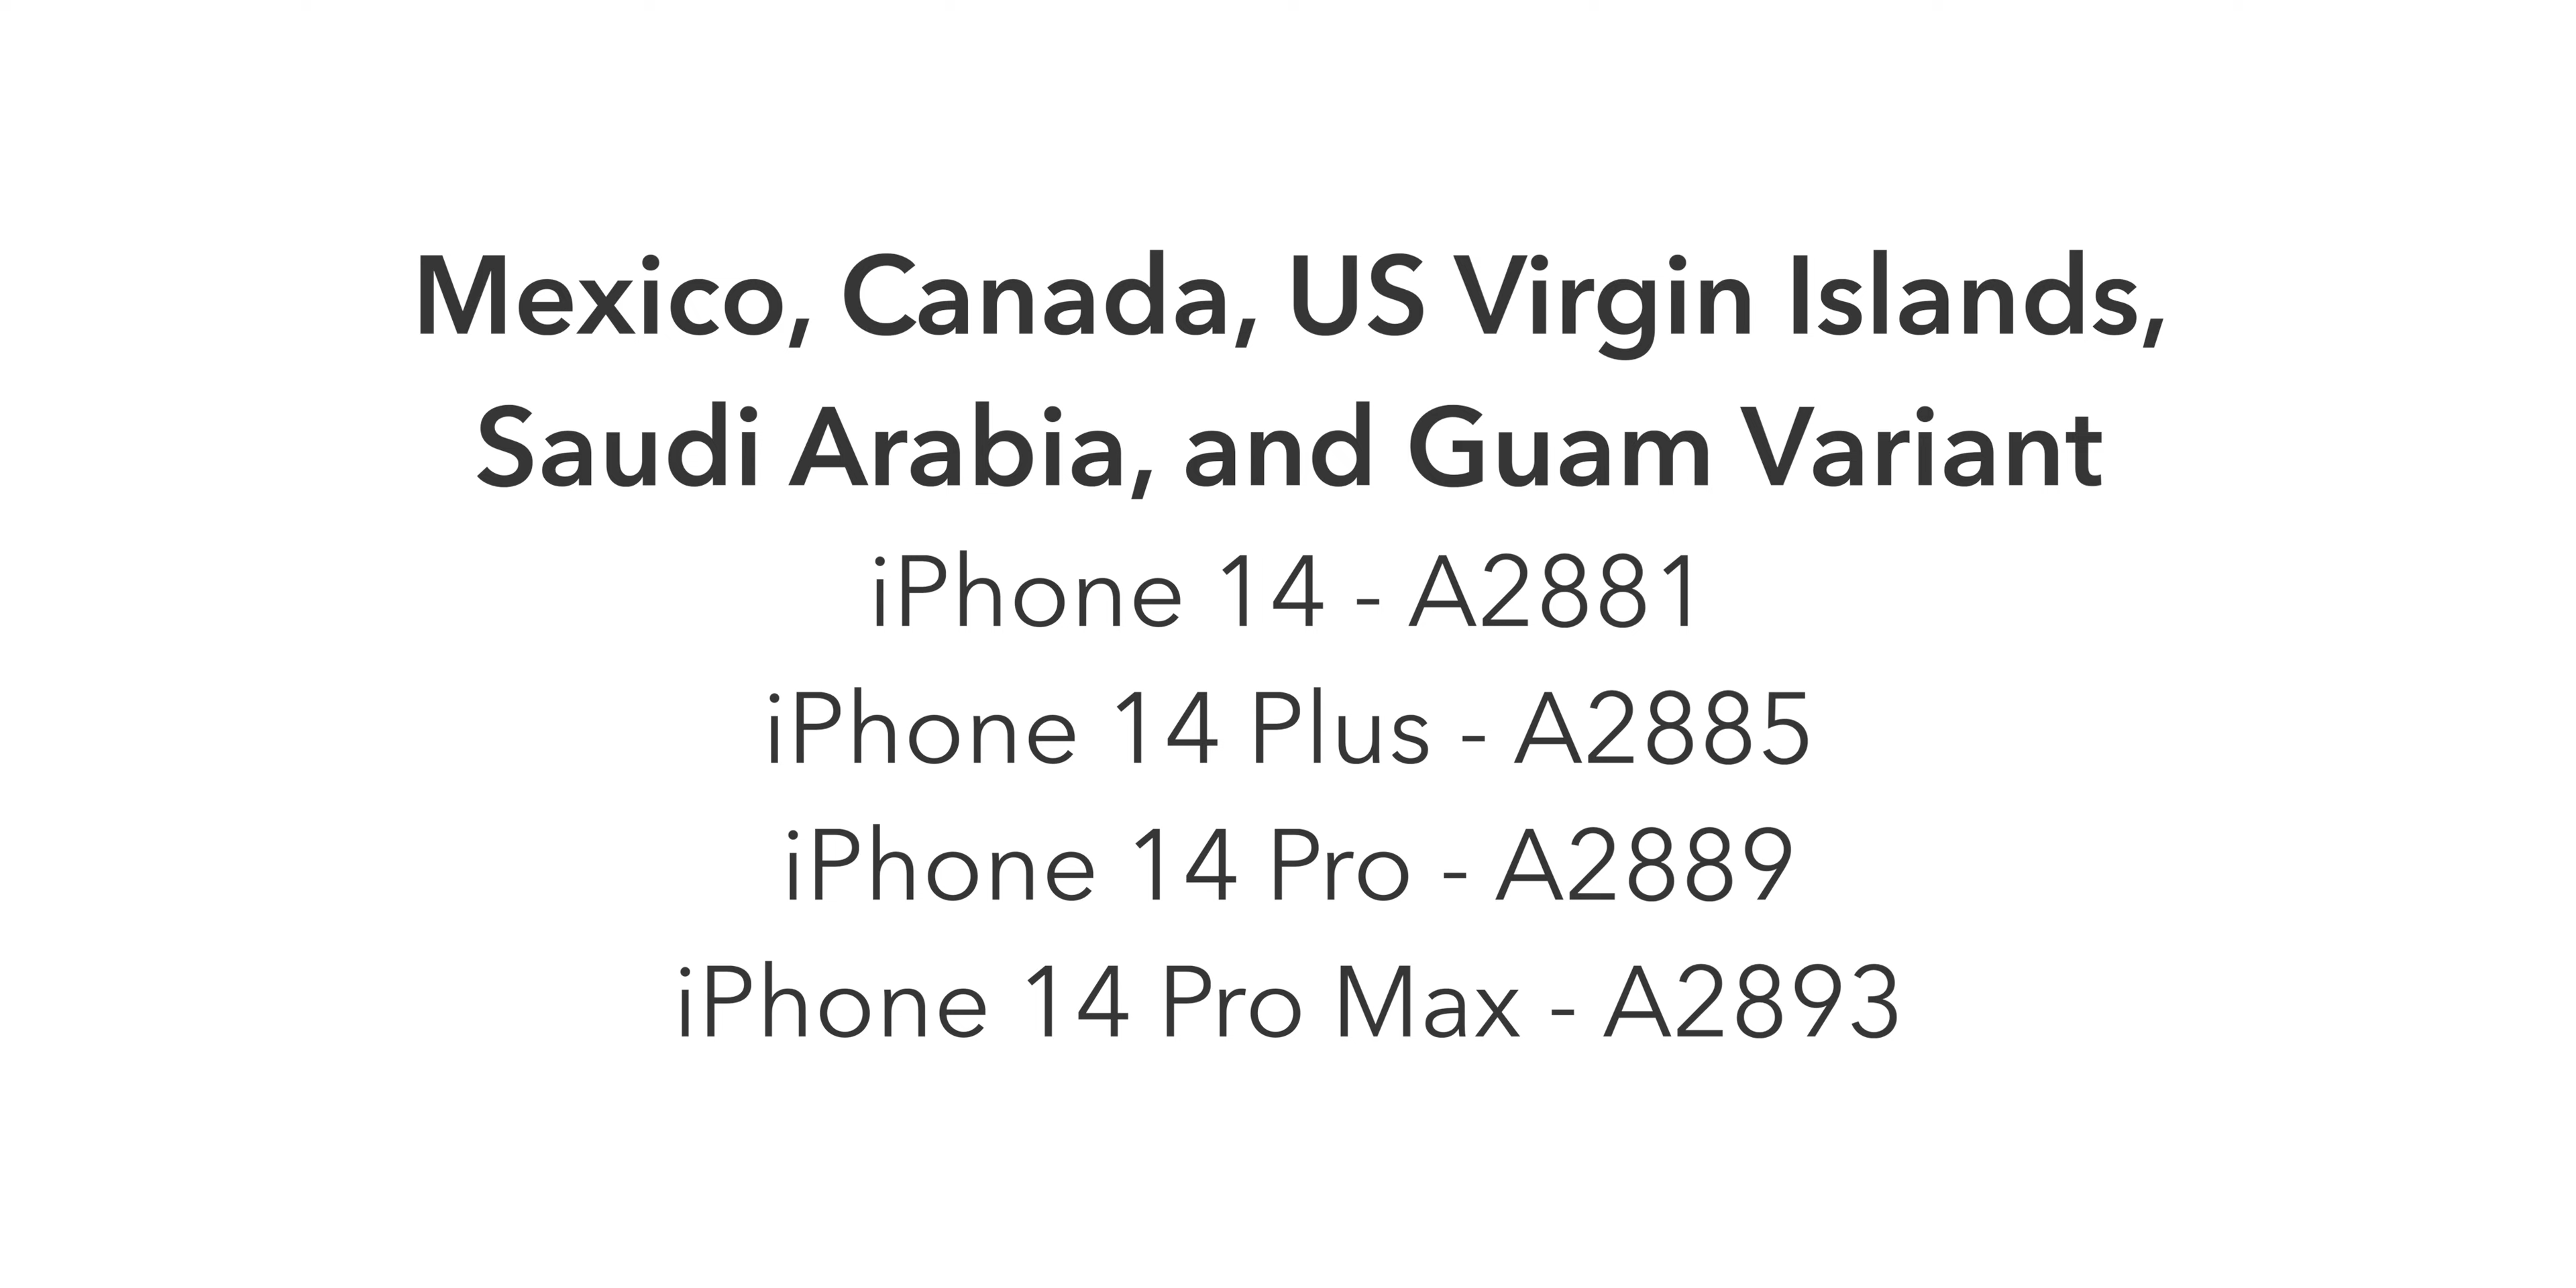 Mexico, Canada, US Virgin Islands,
Saudi Arabia, and Guam Variant
iPhone 14 - A2881
iPhone 14 Plus - A2885
iPhone 14 Pro - A2889
iPhone 14 Pro Max - A2893